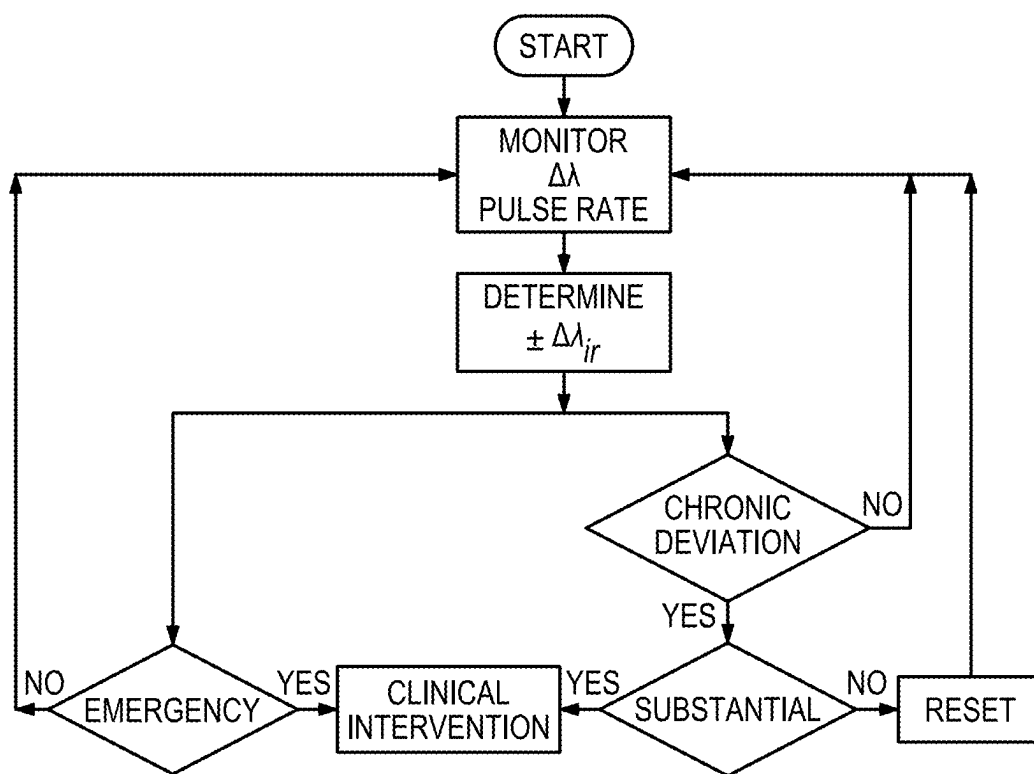 START
MONITOR
Δλ
PULSE RATE
DETERMINE
± Δλir
CHRONIC
DEVIATION
NO
YES
NO
EMERGENCY
YES
CLINICAL
INTERVENTION
YES
SUBSTANTIAL
NO
RESET